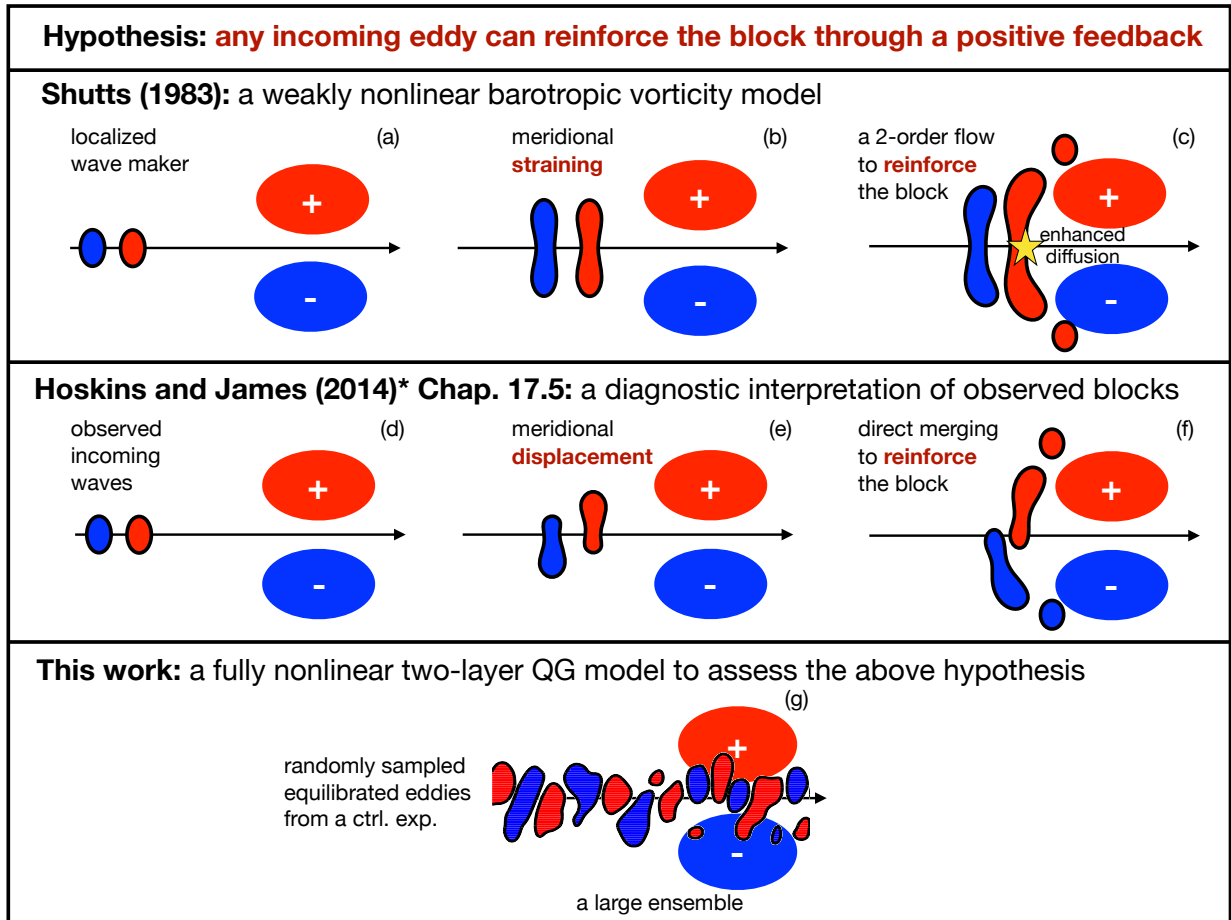 Hypothesis: any incoming eddy can reinforce the block through a positive feedback
Shutts (1983): a weakly nonlinear barotropic vorticity model
localized
wave maker
(a)
+
-
meridional
straining
(b)
+
-
a 2-order flow
to reinforce
the block
(c)
+
enhanced
diffusion
-
Hoskins and James (2014)* Chap. 17.5: a diagnostic interpretation of observed blocks
observed
incoming
waves
(d)
+
-
meridional
displacement
(e)
+
-
direct merging
to reinforce
the block
(f)
+
-
This work: a fully nonlinear two-layer QG model to assess the above hypothesis
(g)
+
randomly sampled
equilibrated eddies
from a ctrl. exp.
-
a large ensemble